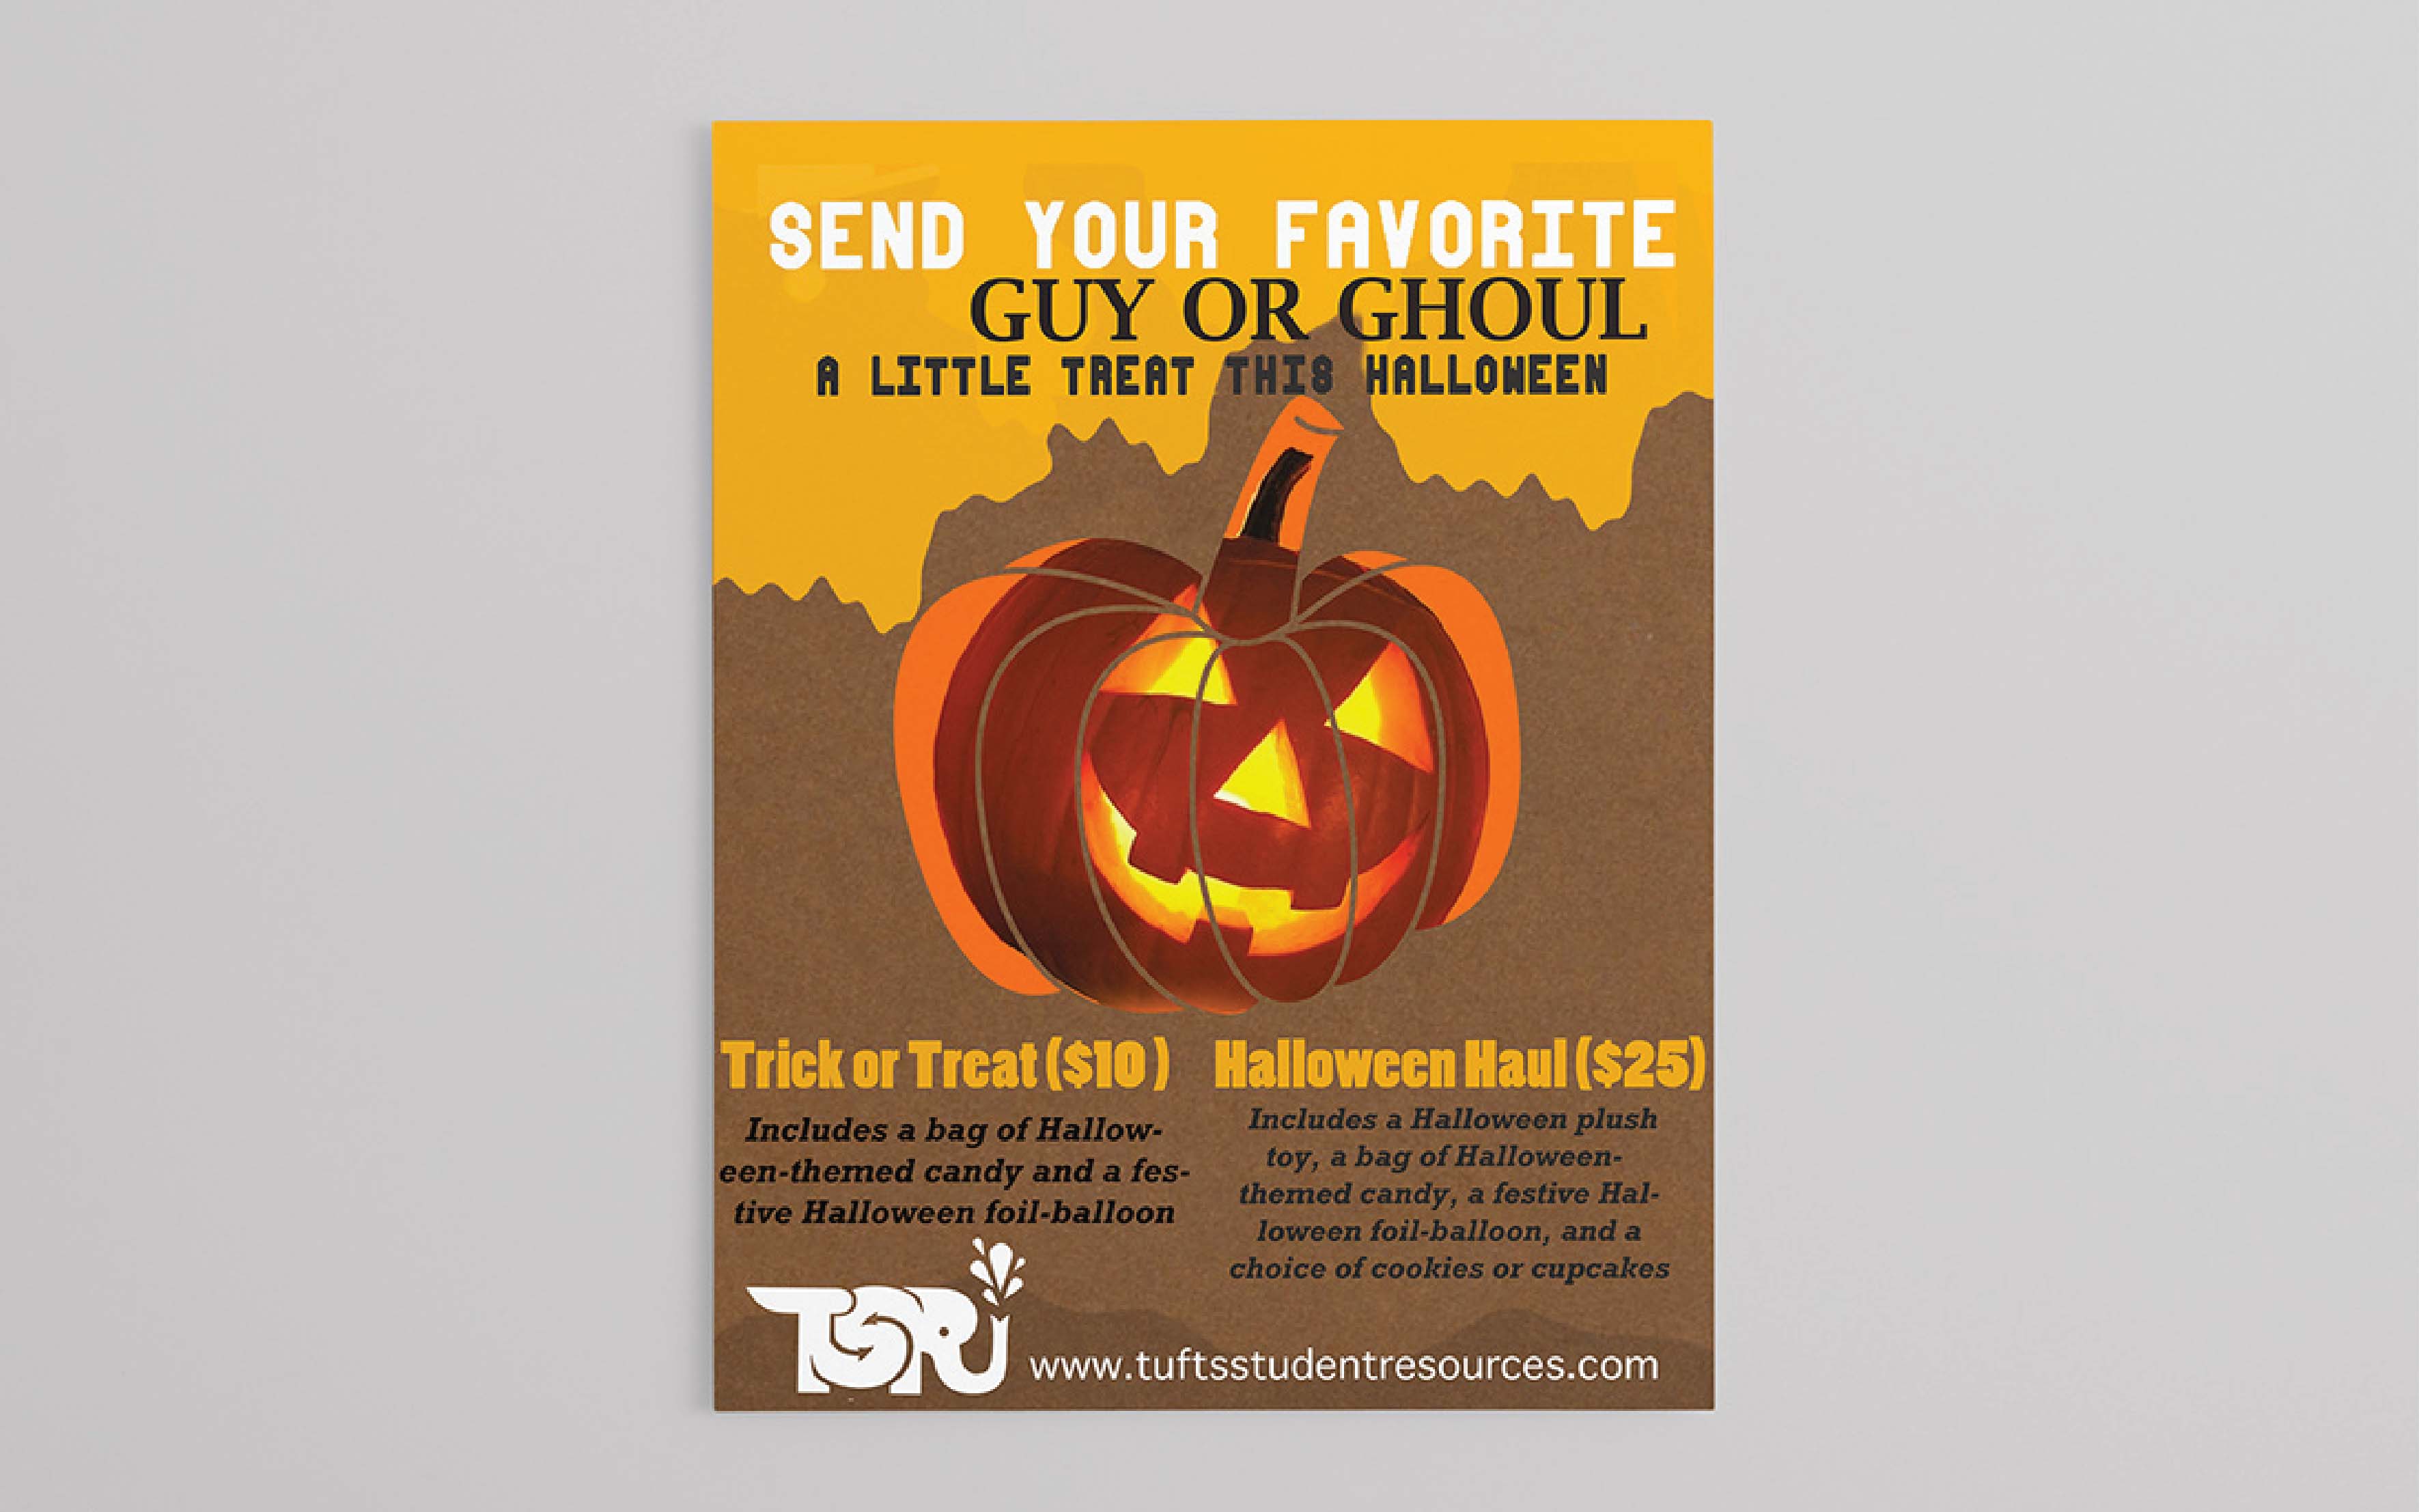 SEND YOUR FAVORITE
GUY OR GHOUL
A LITTLE TREAT THIS HALLOWEEN
Trick or Treat ($10 )
Includes a bag of Hallow-
een-themed candy and a fes-
tive Halloween foil-balloon
Halloween Haul ($25)
Includes a Halloween plush
toy, a bag of Halloween-
themed candy, a festive Hal-
loween foil-balloon, and a
choice of cookies or cupcakes
TSR
www.tuftsstudentresources.com